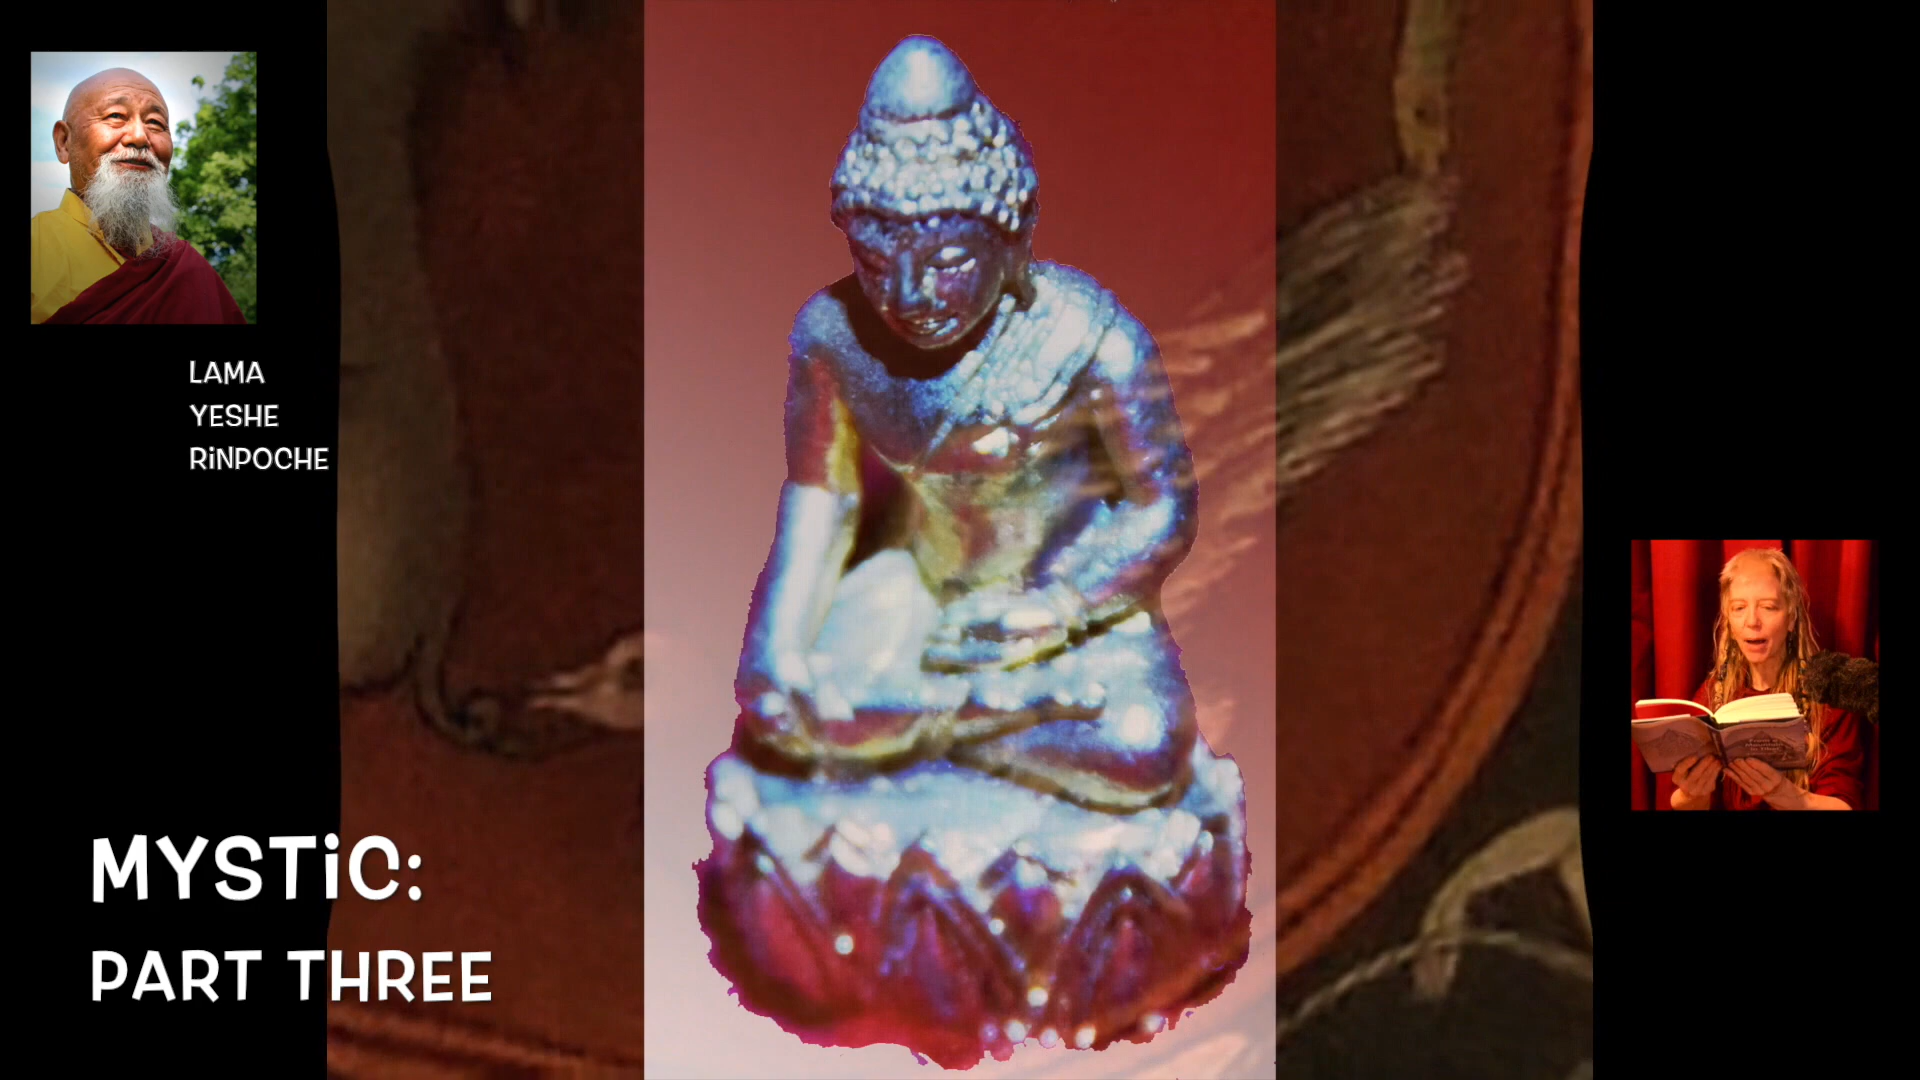 LAMA
YESHE
RiNPOCHE
MYSTiC:
PART THREE